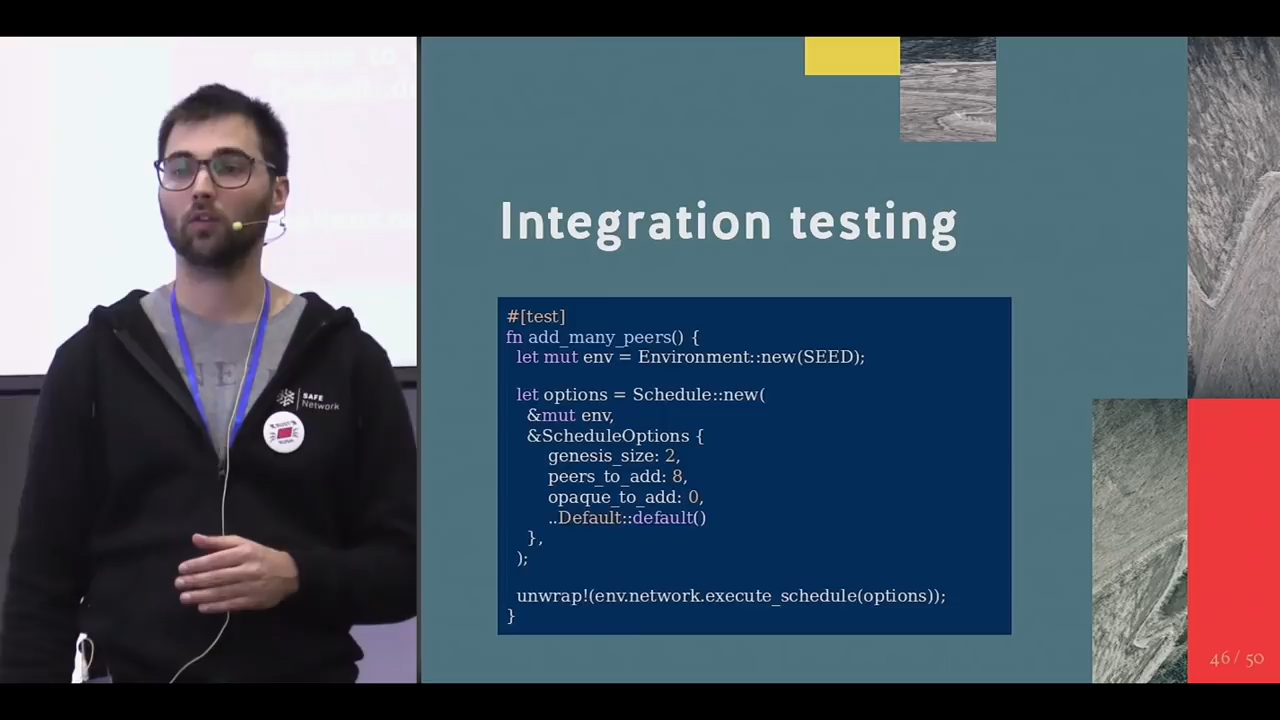 Integration testing
#[test]
fn add_many_peers() {
let mut env = Environment::new(SEED);
let options = Schedule::new(
&mut env,
&ScheduleOptions {
genesis_size: 2,
peers_to_add: 8,
opaque_to_add: 0,
..Default::default()
},
);
unwrap!(env.network.execute_schedule(options));
}
SAFE
Network
46 / 50